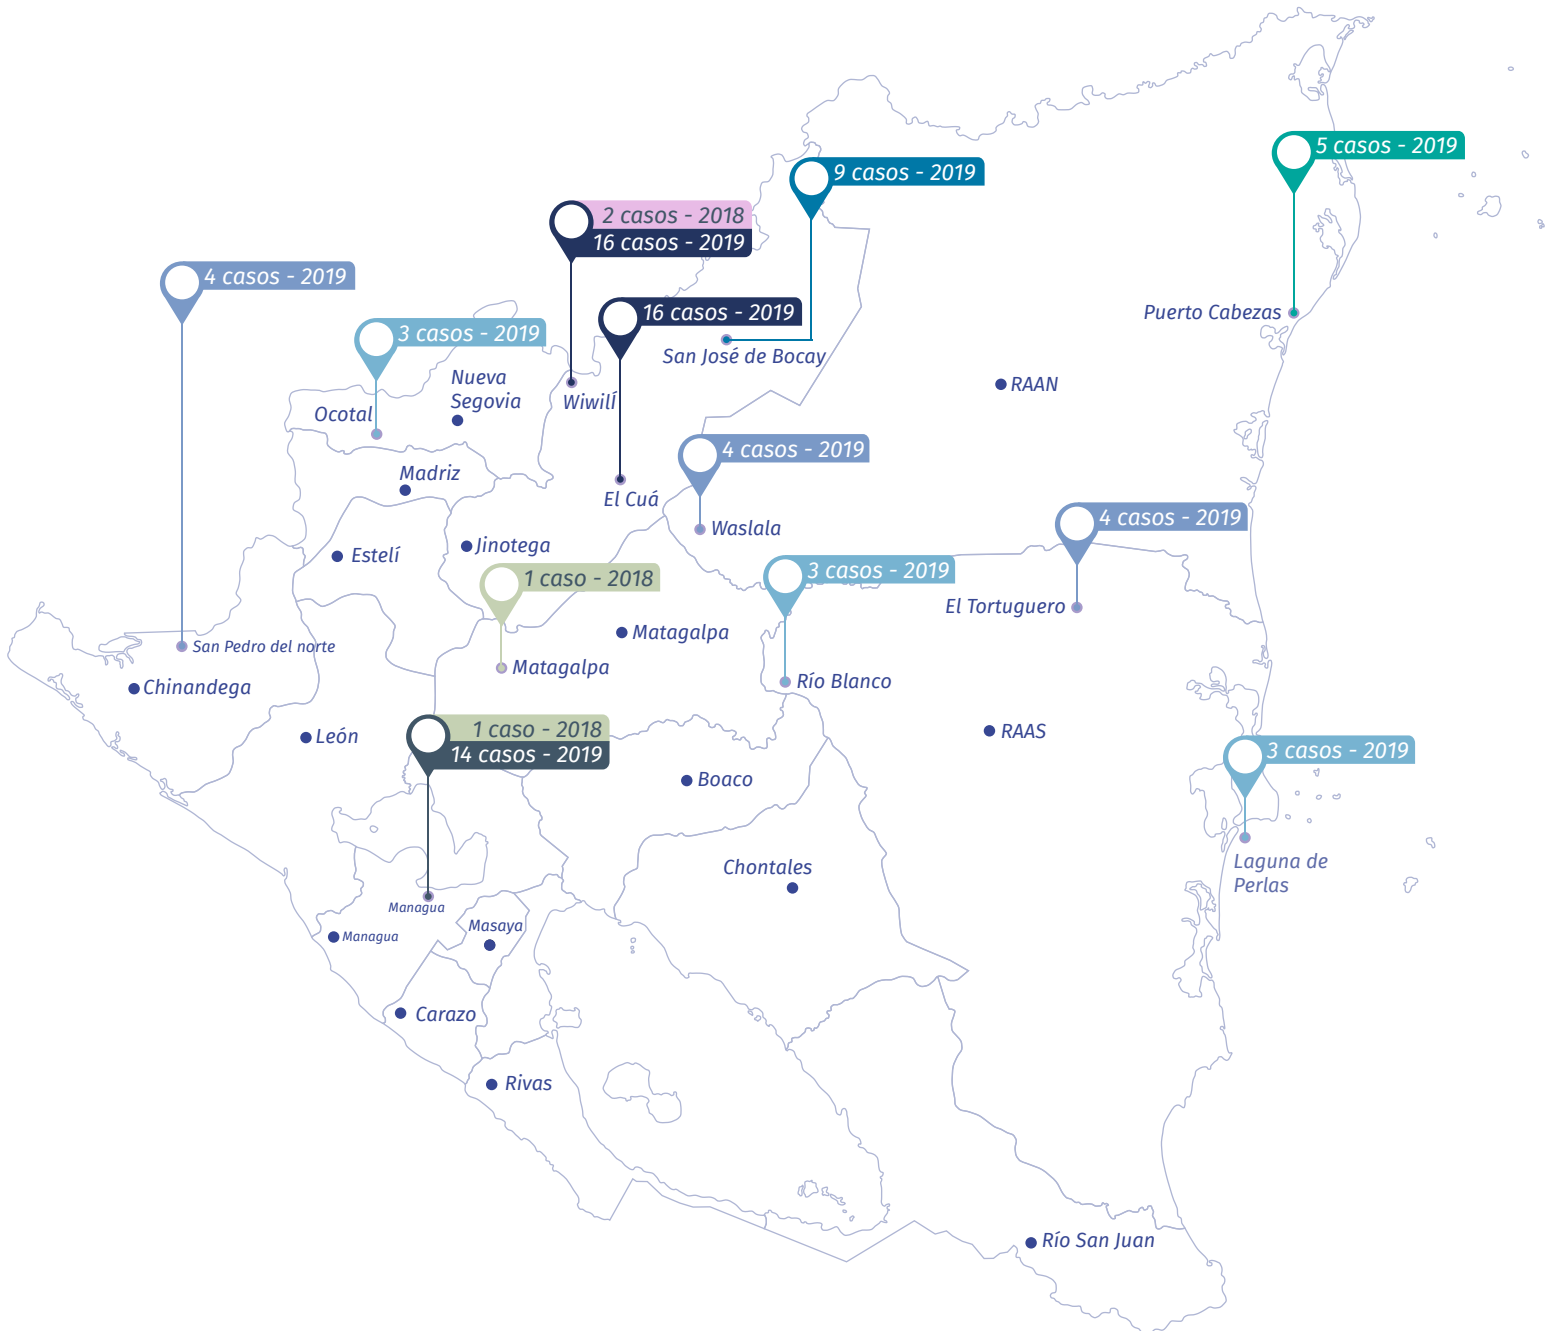 5 casos - 2019
9 casos - 2019
2 casos - 2018
16 casos - 2019
4 casos - 2019
16 casos - 2019
Puerto Cabezas
3 casos - 2019
San José de Bocay
Nueva
Segovia
RAAN
WiwilÍ
Ocotal
4 casos - 2019
Madriz
El Cuá
4 casos - 2019
Waslala
Jinotega
Estelí
3 casos - 2019
1 caso - 2018
El Tortuguero
Matagalpa
San Pedro del norte
Matagalpa
Río Blanco
Chinandega
1 caso - 2018
RAAS
León
14 casos - 2019
3 casos - 2019
Boaco
Laguna de
Perlas
Chontales
Managua
Masaya
Managua
Carazo
Rivas
Río San Juan